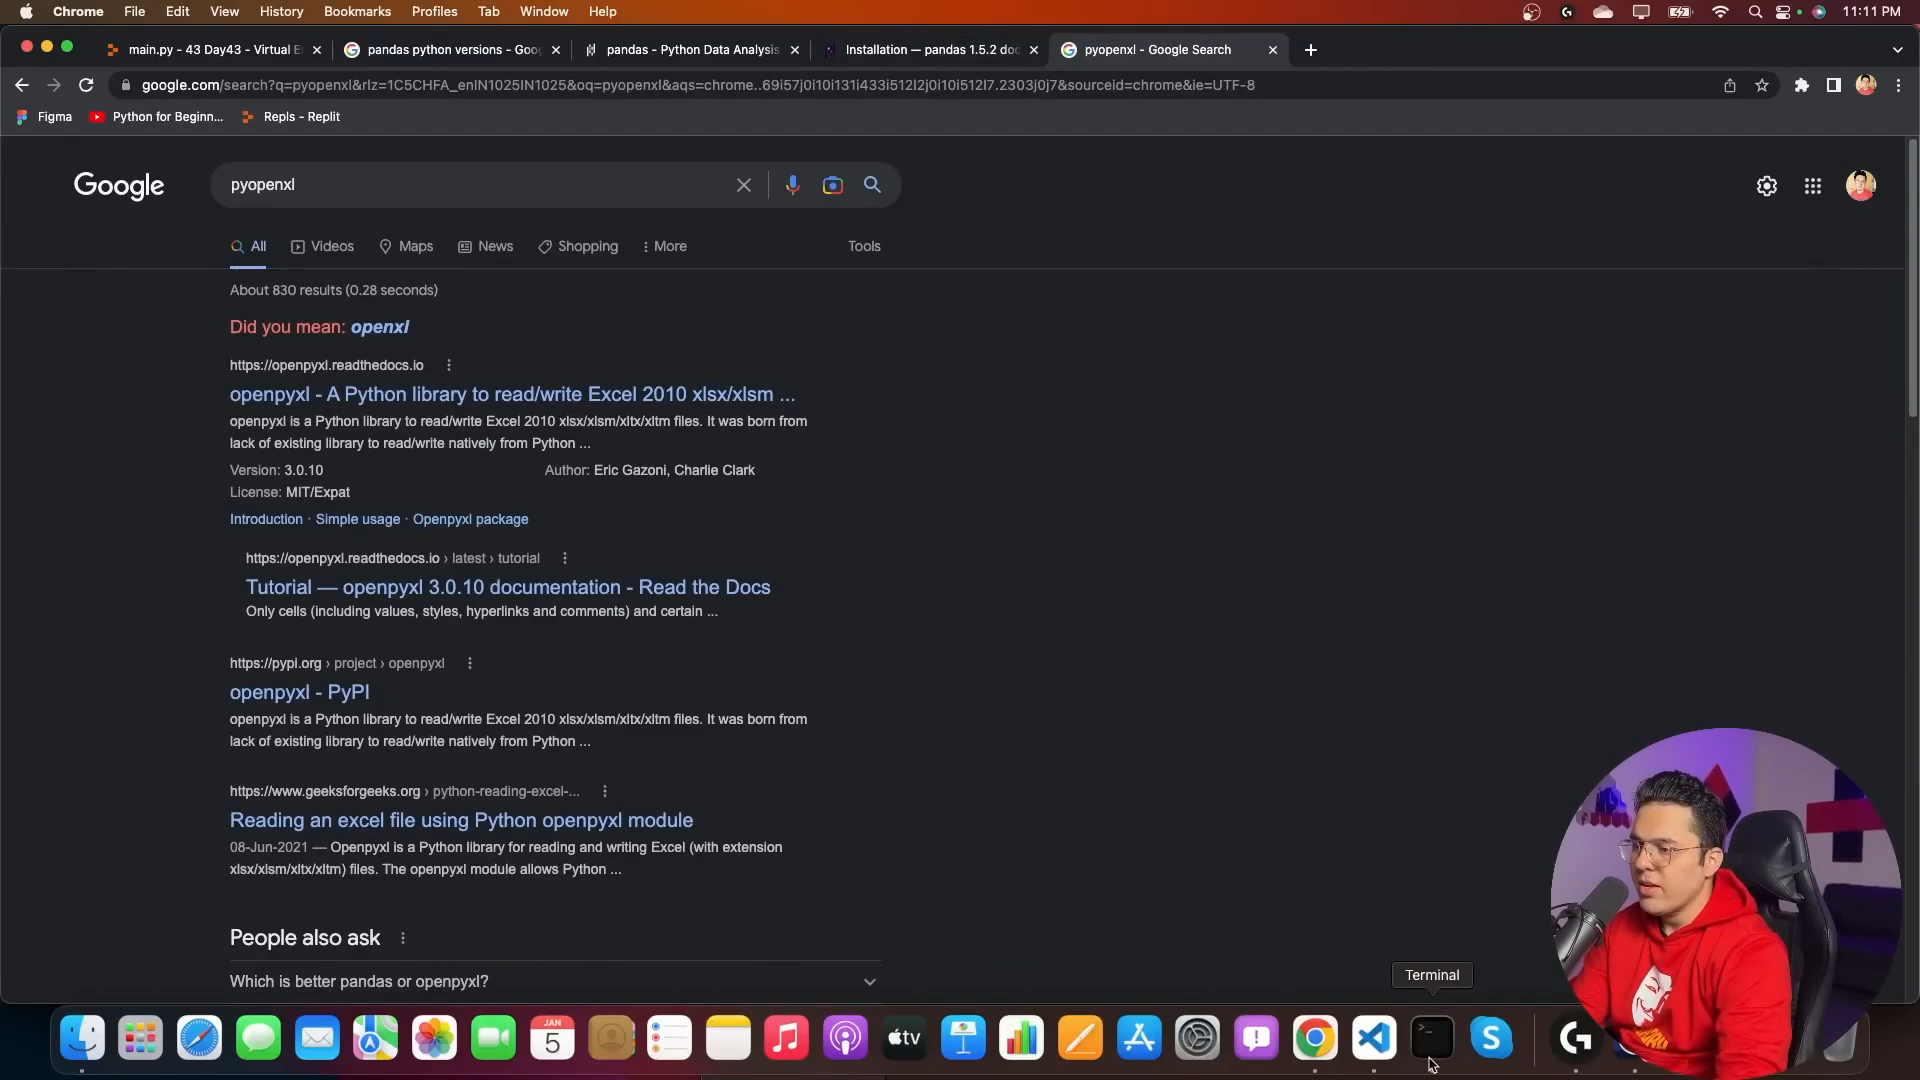 Chrome File Edit View History Bookmarks Profiles Tab Window Help 11:11 PM
main.py - 43 Day43 - Virtual E pandas python versions - Goog pandas - Python Data Analysis Installation — pandas 1.5.2 doc pyopenxl - Google Search
google.com/search?q=pyopenxl&rlz=1C5CHFA_enIN1025IN1025&oq=pyopenxl&aqs=chrome..69i57j0i10i131i433i512l2j0i10i512l7.2303j0j7&sourceid=chrome&ie=UTF-8
Figma Python for Beginn... Repls - Replit
Google
pyopenxl
All Videos Maps News Shopping More Tools
About 830 results (0.28 seconds)
Did you mean: openxl
https://openpyxl.readthedocs.io
openpyxl - A Python library to read/write Excel 2010 xlsx/xlsm ...
openpyxl is a Python library to read/write Excel 2010 xlsx/xlsm/xltx/xltm files. It was born from
lack of existing library to read/write natively from Python ...
Version: 3.0.10 Author: Eric Gazoni, Charlie Clark
License: MIT/Expat
Introduction · Simple usage · Openpyxl package
https://openpyxl.readthedocs.io › latest › tutorial
Tutorial — openpyxl 3.0.10 documentation - Read the Docs
Only cells (including values, styles, hyperlinks and comments) and certain ...
https://pypi.org › project › openpyxl
openpyxl - PyPI
openpyxl is a Python library to read/write Excel 2010 xlsx/xlsm/xltx/xltm files. It was born from
lack of existing library to read/write natively from Python ...
https://www.geeksforgeeks.org › python-reading-excel-...
Reading an excel file using Python openpyxl module
08-Jun-2021 — Openpyxl is a Python library for reading and writing Excel (with extension
xlsx/xlsm/xltx/xltm) files. The openpyxl module allows Python ...
People also ask
Which is better pandas or openpyxl?
Terminal
JAN
5
tv